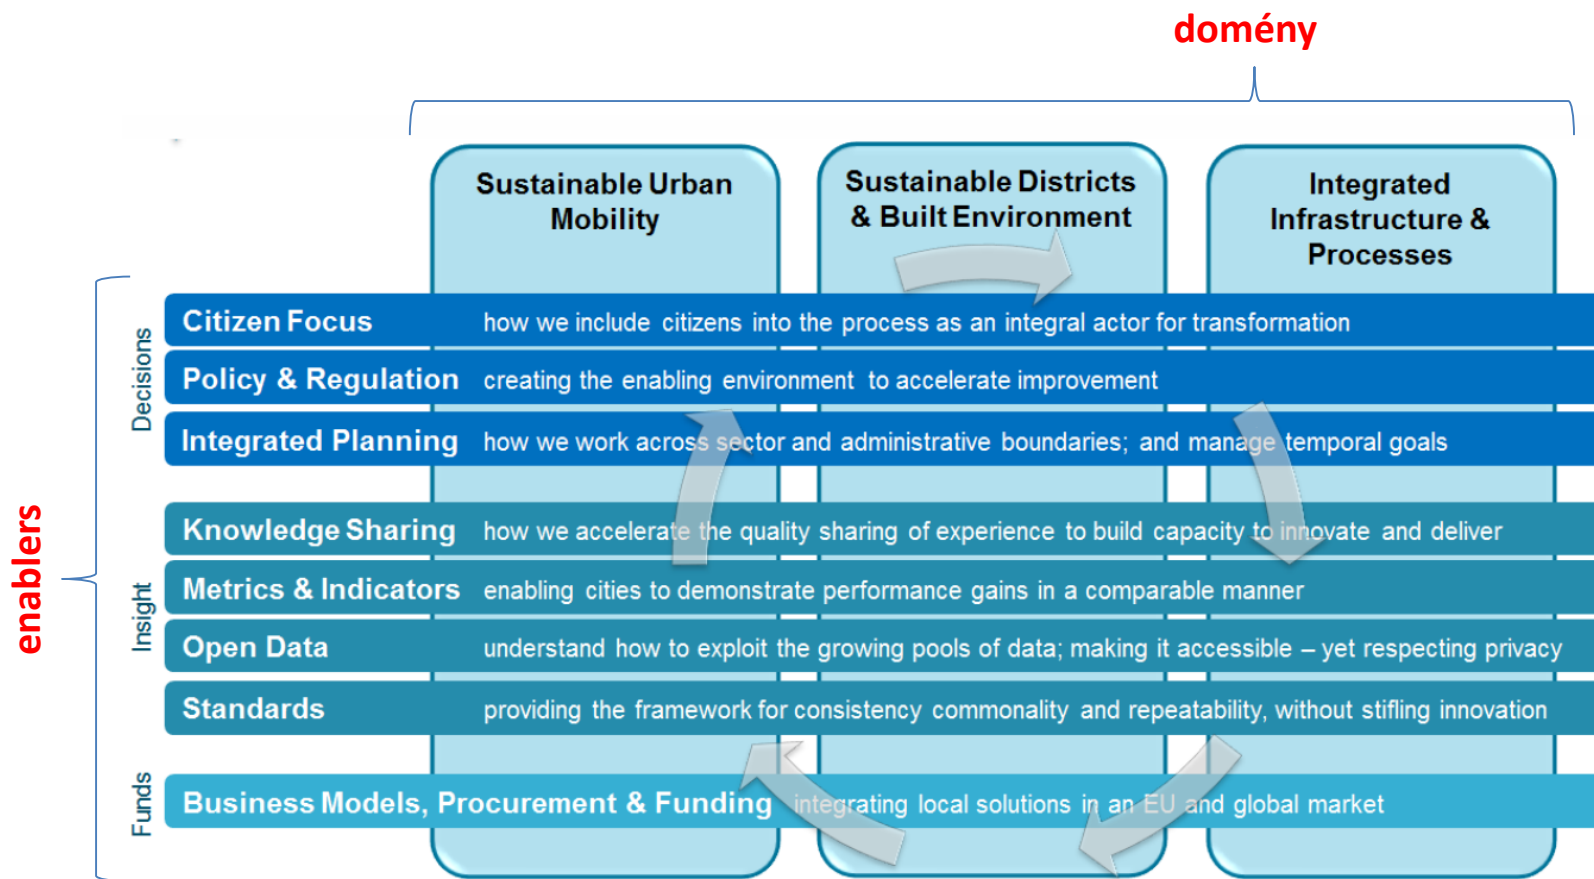 domény
Sustainable Urban
Mobility
Sustainable Districts
& Built Environment
Integrated
Infrastructure &
Processes
enablers
Decisions
Citizen Focus how we include citizens into the process as an integral actor for transformation
Policy & Regulation creating the enabling environment to accelerate improvement
Integrated Planning how we work across sector and administrative boundaries; and manage temporal goals
Insight
Knowledge Sharing how we accelerate the quality sharing of experience to build capacity to innovate and deliver
Metrics & Indicators enabling cities to demonstrate performance gains in a comparable manner
Open Data understand how to exploit the growing pools of data; making it accessible – yet respecting privacy
Standards providing the framework for consistency commonality and repeatability, without stifling innovation
Funds
Business Models, Procurement & Funding integrating local solutions in an EU and global market